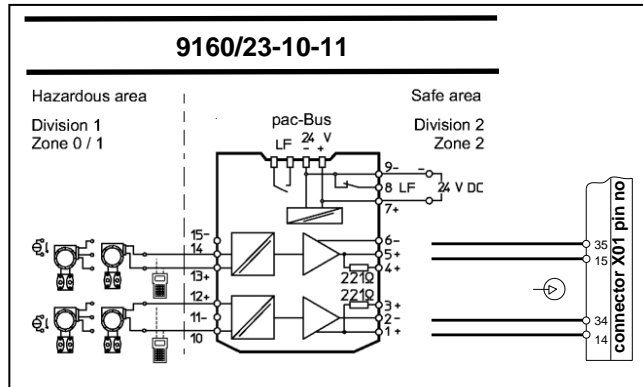 9160/23-10-11
Hazardous area
Safe area
Division 1
Zone 0 / 1
pac-Bus
Division 2
Zone 2
LF 24 V
- +
9-
8 LF
7+
- 24 V DC
+
15-
14
13+
6-
5+
4+
221Ω
221Ω
12+
11-
10
3+
2-
1+
35
15
34
14
connector X01 pin no